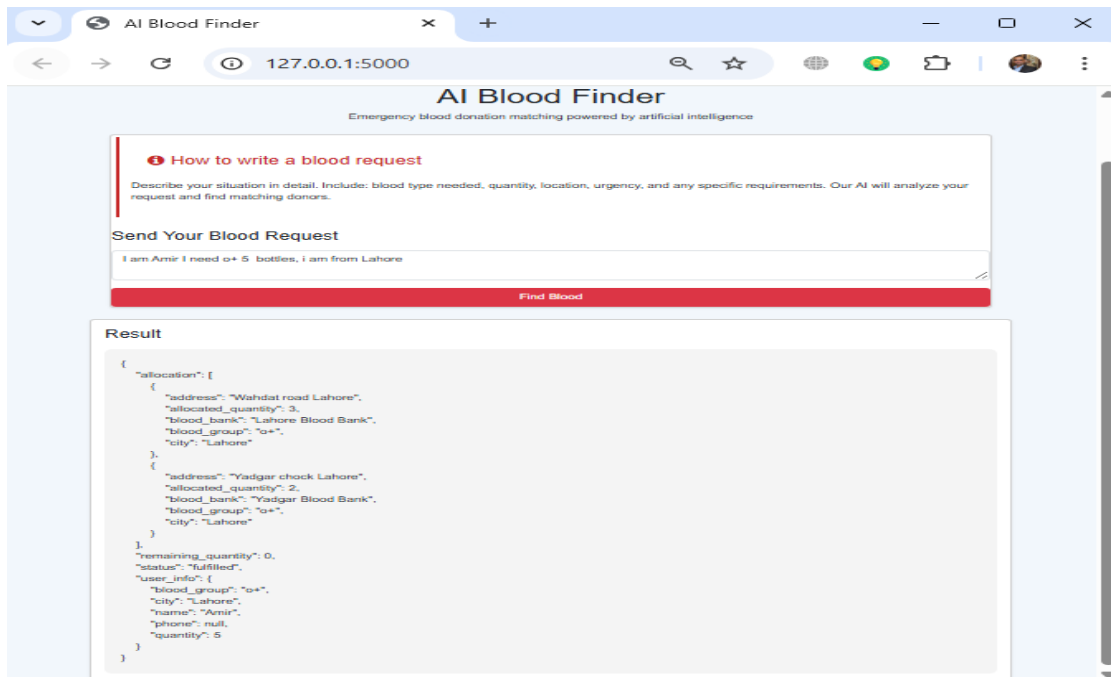 AI Blood Finder
127.0.0.1:5000
AI Blood Finder
Emergency blood donation matching powered by artificial intelligence
How to write a blood request
Describe your situation in detail. Include: blood type needed, quantity, location, urgency, and any specific requirements. Our AI will analyze your
request and find matching donors.
Send Your Blood Request
I am Amir I need o+ 5  bottles, i am from Lahore
Find Blood
Result
{
"allocation": [
{
"address": "Wahdat road Lahore",
"allocated_quantity": 3,
"blood_bank": "Lahore Blood Bank",
"blood_group": "o+",
"city": "Lahore"
},
{
"address": "Yadgar chock Lahore",
"allocated_quantity": 2,
"blood_bank": "Yadgar Blood Bank",
"blood_group": "o+",
"city": "Lahore"
}
],
"remaining_quantity": 0,
"status": "fulfilled",
"user_info": {
"blood_group": "o+",
"city": "Lahore",
"name": "Amir",
"phone": null,
"quantity": 5
}
}